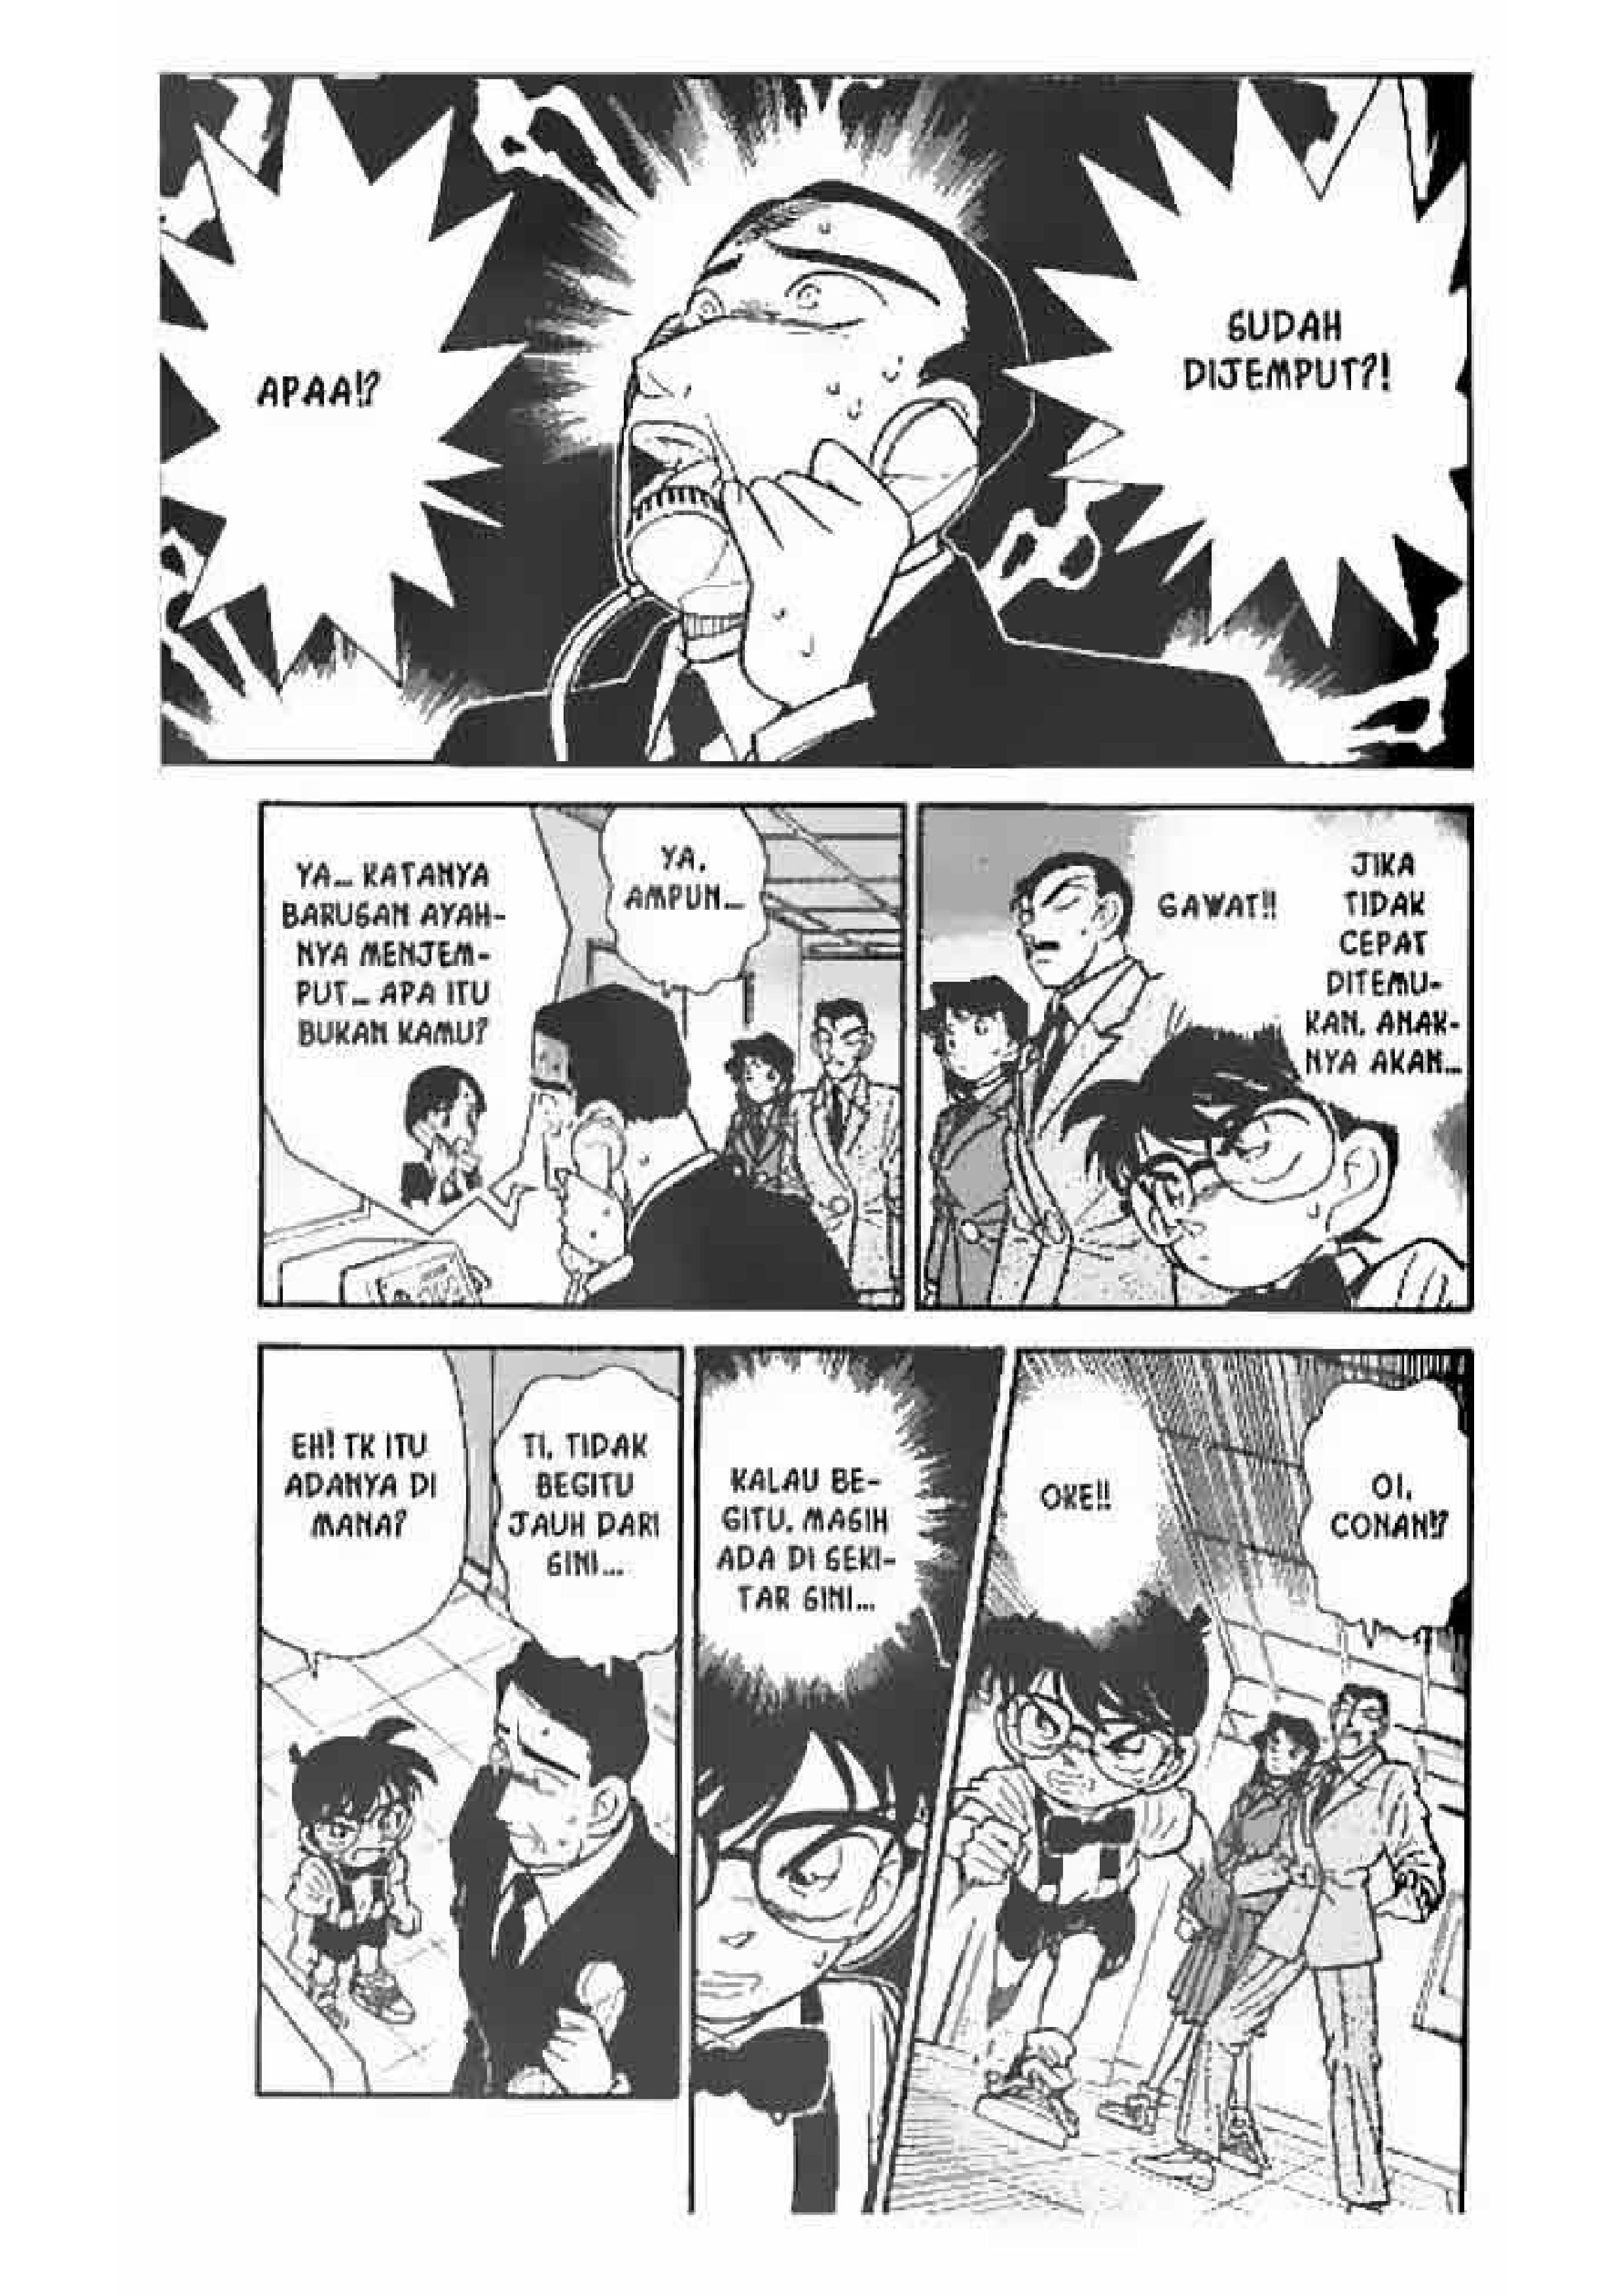 APAA!?
SUDAH
DIJEMPUT?!
YA... KATANYA
BARUSAN AYAH-
NYA MENJEM-
PUT... APA ITU
BUKAN KAMU?
YA,
AMPUN...
GAWAT!!
JIKA
TIDAK
CEPAT
DITEMU-
KAN, ANAK-
NYA AKAN...
EH! TK ITU
ADANYA DI
MANA?
TI, TIDAK
BEGITU
JAUH DARI
SINI...
KALAU BE-
GITU, MASIH
ADA DI SEKI-
TAR SINI...
OKE!!
OI,
CONAN!?